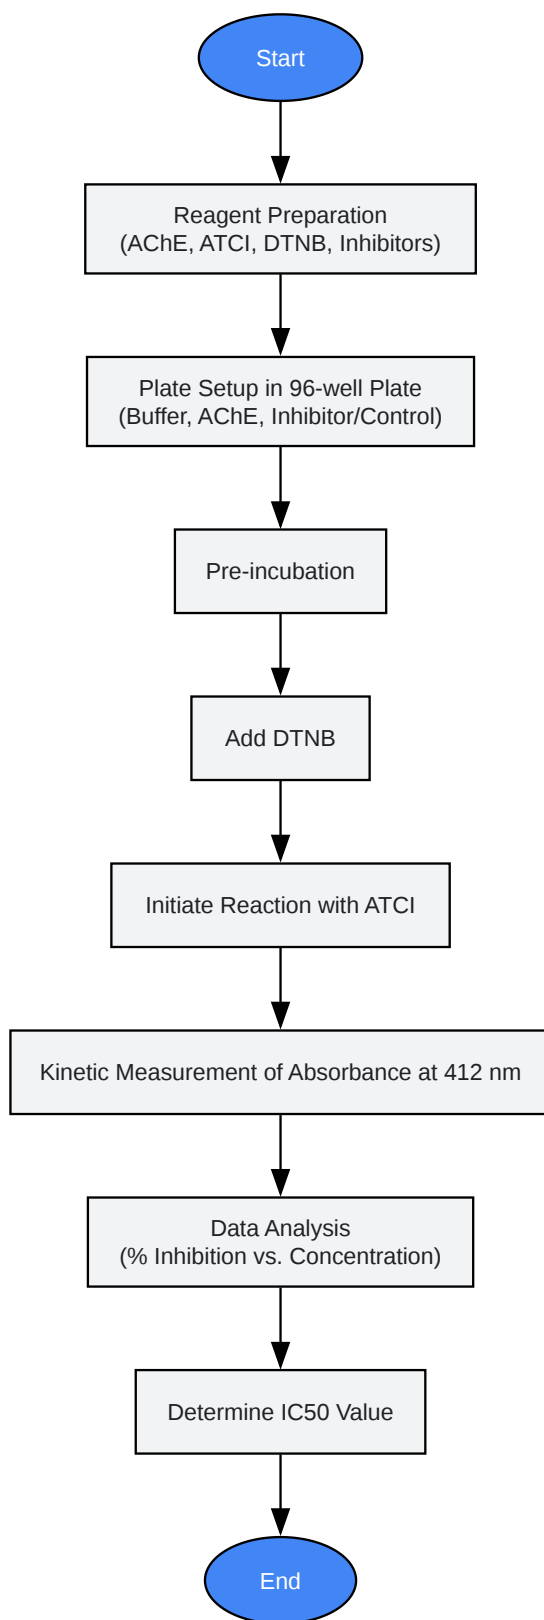 Start
Reagent Preparation
(AChE, ATCI, DTNB, Inhibitors)
Plate Setup in 96-well Plate
(Buffer, AChE, Inhibitor/Control)
Pre-incubation
Add DTNB
Initiate Reaction with ATCI
Kinetic Measurement of Absorbance at 412 nm
Data Analysis
(% Inhibition vs. Concentration)
Determine IC50 Value
End